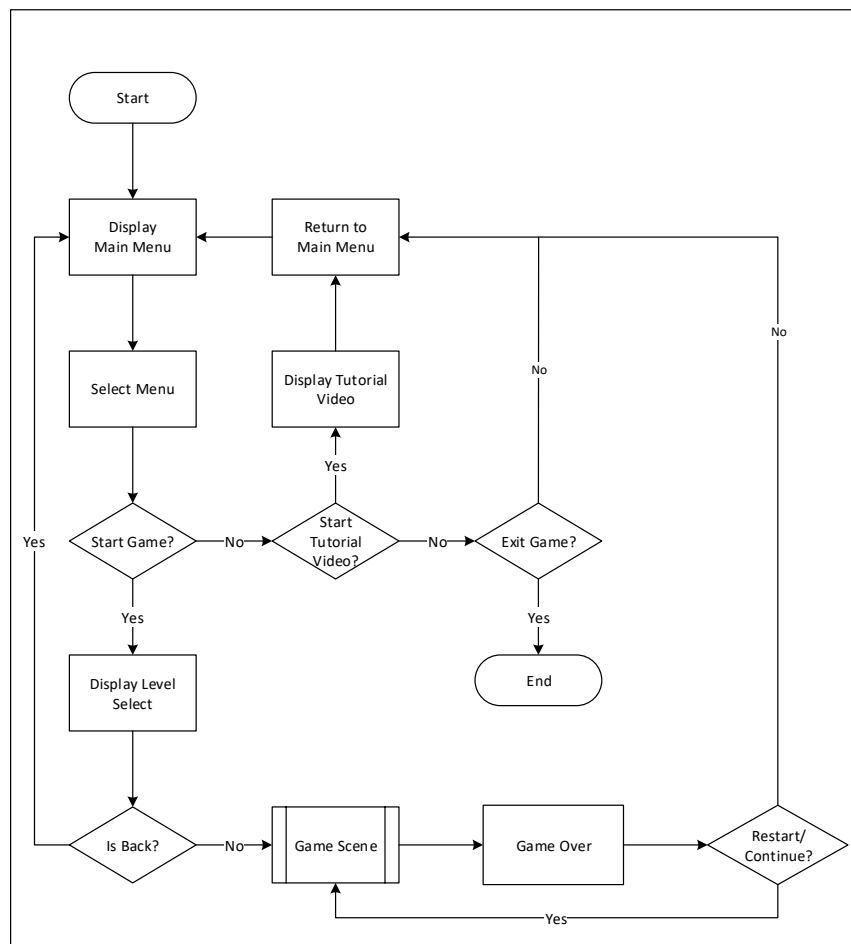 Start
Display
Main Menu
Return to
Main Menu
No
Select Menu
Display Tutorial
Video
No
Yes
Yes
Start Game?
No
Start
Tutorial
Video?
No
Exit Game?
Yes
Yes
Display Level
Select
End
Is Back?
No
Game Scene
Game Over
Restart/
Continue?
Yes